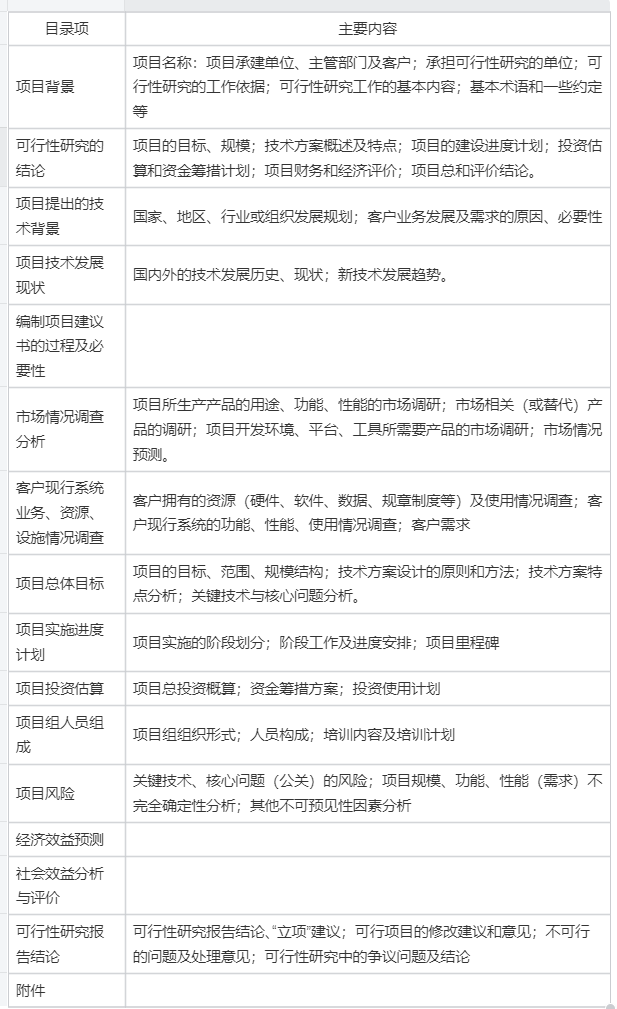 目录项
主要内容
项目背景
项目名称：项目承建单位、主管部门及客户；承担可行性研究的单位；可
行性研究的工作依据；可行性研究工作的基本内容；基本术语和一些约定
等
可行性研究的
结论
项目的目标、规模；技术方案概述及特点；项目的建设进度计划；投资估
算和资金筹措计划；项目财务和经济评价；项目总和评价结论。
项目提出的技
术背景
国家、地区、行业或组织发展规划；客户业务发展及需求的原因、必要性
项目技术发展
现状
国内外的技术发展历史、现状；新技术发展趋势。
编制项目建议
书的过程及必
要性
市场情况调查
分析
项目所生产产品的用途、功能、性能的市场调研；市场相关（或替代）产
品的调研；项目开发环境、平台、工具所需要产品的市场调研；市场情况
预测。
客户现行系统
业务、资源、
设施情况调查
客户拥有的资源（硬件、软件、数据、规章制度等）及使用情况调查；客
户现行系统的功能、性能、使用情况调查；客户需求
项目总体目标
项目的目标、范围、规模结构；技术方案设计的原则和方法；技术方案特
点分析；关键技术与核心问题分析。
项目实施进度
计划
项目实施的阶段划分；阶段工作及进度安排；项目里程碑
项目投资估算
项目总投资概算；资金筹措方案；投资使用计划
项目组人员组
成
项目组组织形式；人员构成；培训内容及培训计划
项目风险
关键技术、核心问题（公关）的风险；项目规模、功能、性能（需求）不
完全确定性分析；其他不可预见性因素分析
经济效益预测
社会效益分析
与评价
可行性研究报
告结论
可行性研究报告结论、“立项”建议；可行项目的修改建议和意见；不可行
的问题及处理意见；可行性研究中的争议问题及结论
附件